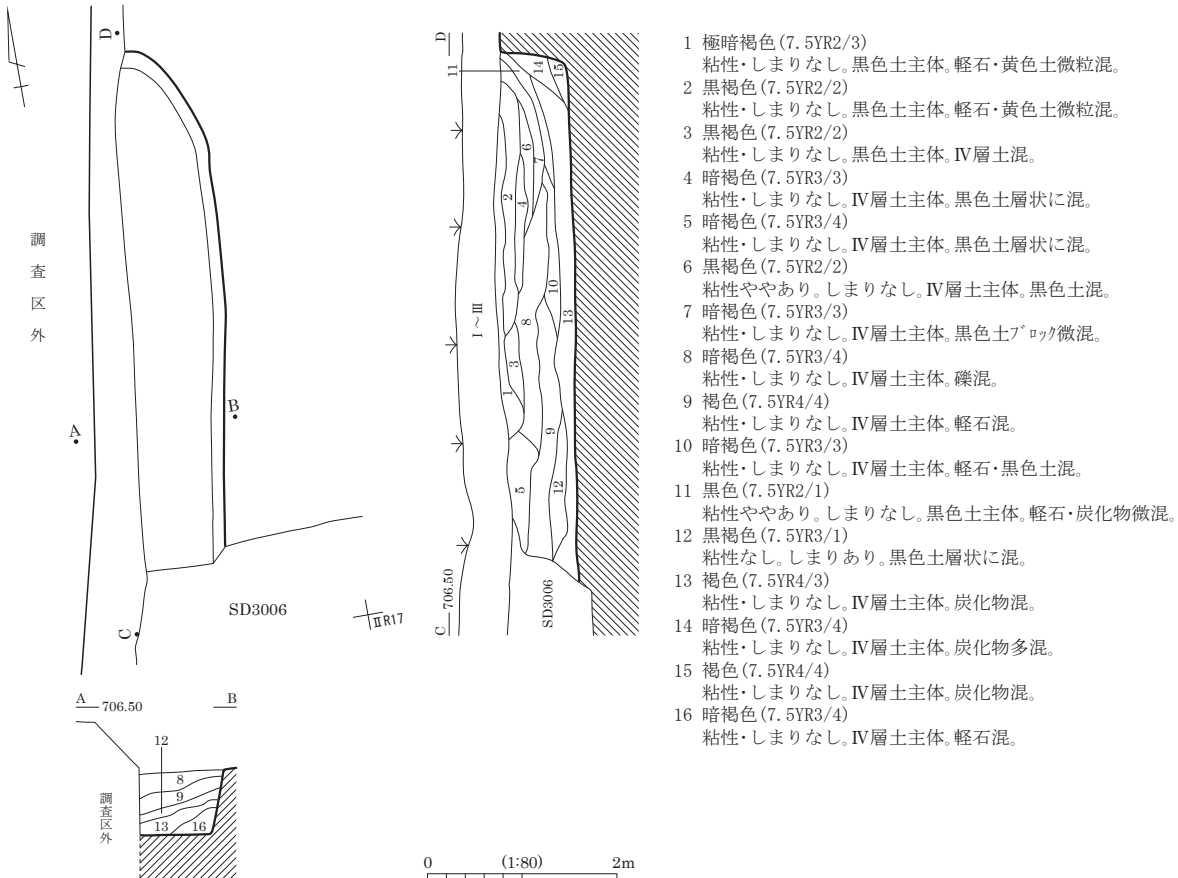 D
調査区外
A
B
C
SD3006
ⅡR17
D
11
14
15
6
7
2
4
10
13
8
Ⅰ～Ⅲ
3
1
9
5
12
C
706.50
SD3006
A 706.50 B
12
8
9
13 16
調査区外
0 (1:80) 2m
1 極暗褐色(7.5YR2/3)
粘性・しまりなし。黒色土主体。軽石・黄色土微粒混。
2 黒褐色(7.5YR2/2)
粘性・しまりなし。黒色土主体。軽石・黄色土微粒混。
3 黒褐色(7.5YR2/2)
粘性・しまりなし。黒色土主体。Ⅳ層土混。
4 暗褐色(7.5YR3/3)
粘性・しまりなし。Ⅳ層土主体。黒色土層状に混。
5 暗褐色(7.5YR3/4)
粘性・しまりなし。Ⅳ層土主体。黒色土層状に混。
6 黒褐色(7.5YR2/2)
粘性ややあり。しまりなし。Ⅳ層土主体。黒色土混。
7 暗褐色(7.5YR3/3)
粘性・しまりなし。Ⅳ層土主体。黒色土ﾌﾞﾛｯｸ微混。
8 暗褐色(7.5YR3/4)
粘性・しまりなし。Ⅳ層土主体。礫混。
9 褐色(7.5YR4/4)
粘性・しまりなし。Ⅳ層土主体。軽石混。
10 暗褐色(7.5YR3/3)
粘性・しまりなし。Ⅳ層土主体。軽石・黒色土混。
11 黒色(7.5YR2/1)
粘性ややあり。しまりなし。黒色土主体。軽石・炭化物微混。
12 黒褐色(7.5YR3/1)
粘性なし。しまりあり。黒色土層状に混。
13 褐色(7.5YR4/3)
粘性・しまりなし。Ⅳ層土主体。炭化物混。
14 暗褐色(7.5YR3/4)
粘性・しまりなし。Ⅳ層土主体。炭化物多混。
15 褐色(7.5YR4/4)
粘性・しまりなし。Ⅳ層土主体。炭化物混。
16 暗褐色(7.5YR3/4)
粘性・しまりなし。Ⅳ層土主体。軽石混。